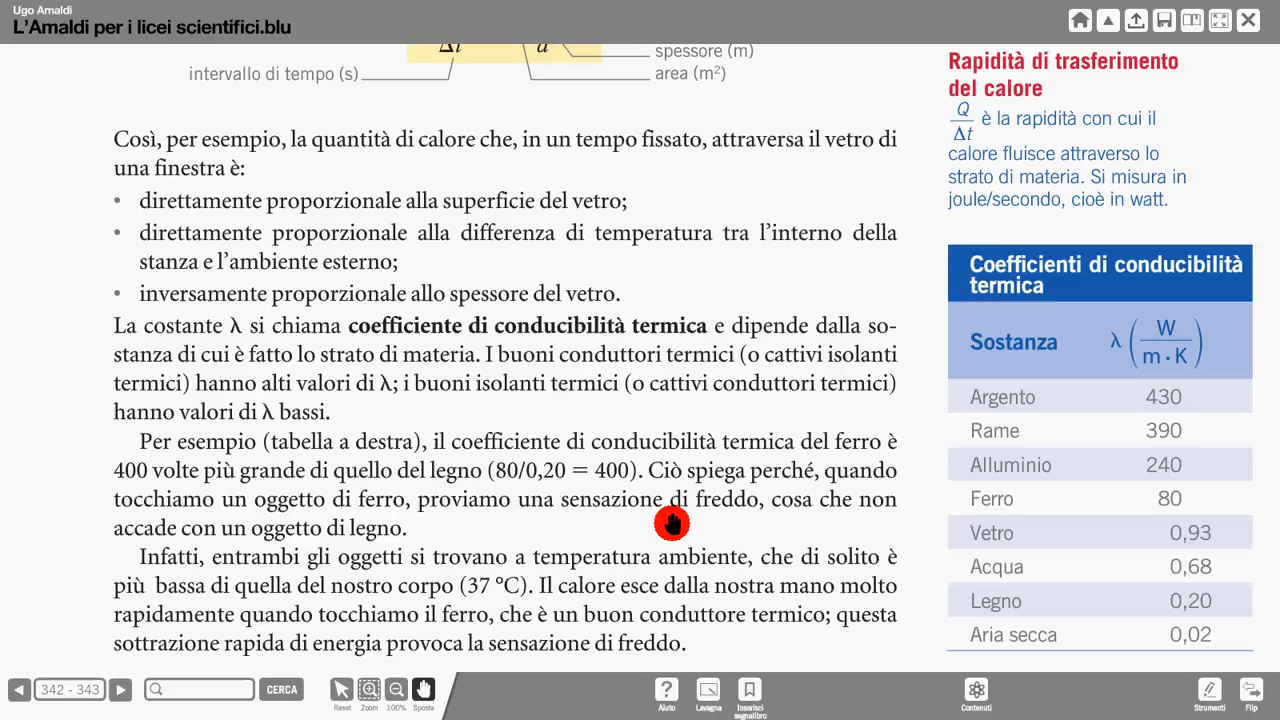 Ugo Amaldi
L'Amaldi per i licei scientifici.blu
Δt d
spessore (m)
intervallo di tempo (s)
area (m²)
Così, per esempio, la quantità di calore che, in un tempo fissato, attraversa il vetro di
una finestra è:
• direttamente proporzionale alla superficie del vetro;
• direttamente proporzionale alla differenza di temperatura tra l'interno della
stanza e l'ambiente esterno;
• inversamente proporzionale allo spessore del vetro.
La costante λ si chiama coefficiente di conducibilità termica e dipende dalla so-
stanza di cui è fatto lo strato di materia. I buoni conduttori termici (o cattivi isolanti
termici) hanno alti valori di λ; i buoni isolanti termici (o cattivi conduttori termici)
hanno valori di λ bassi.
Per esempio (tabella a destra), il coefficiente di conducibilità termica del ferro è
400 volte più grande di quello del legno (80/0,20 = 400). Ciò spiega perché, quando
tocchiamo un oggetto di ferro, proviamo una sensazione di freddo, cosa che non
accade con un oggetto di legno.
Infatti, entrambi gli oggetti si trovano a temperatura ambiente, che di solito è
più bassa di quella del nostro corpo (37 °C). Il calore esce dalla nostra mano molto
rapidamente quando tocchiamo il ferro, che è un buon conduttore termico; questa
sottrazione rapida di energia provoca la sensazione di freddo.
Rapidità di trasferimento
del calore
Q/Δt è la rapidità con cui il
calore fluisce attraverso lo
strato di materia. Si misura in
joule/secondo, cioè in watt.
Coefficienti di conducibilità
termica
Sostanza λ (W/m · K)
Argento 430
Rame 390
Alluminio 240
Ferro 80
Vetro 0,93
Acqua 0,68
Legno 0,20
Aria secca 0,02
342 - 343
CERCA
Reset
Zoom
100%
Sposta
Aiuto
Lavagna
Inserisci
segnalibro
Contenuti
Strumenti
Flip